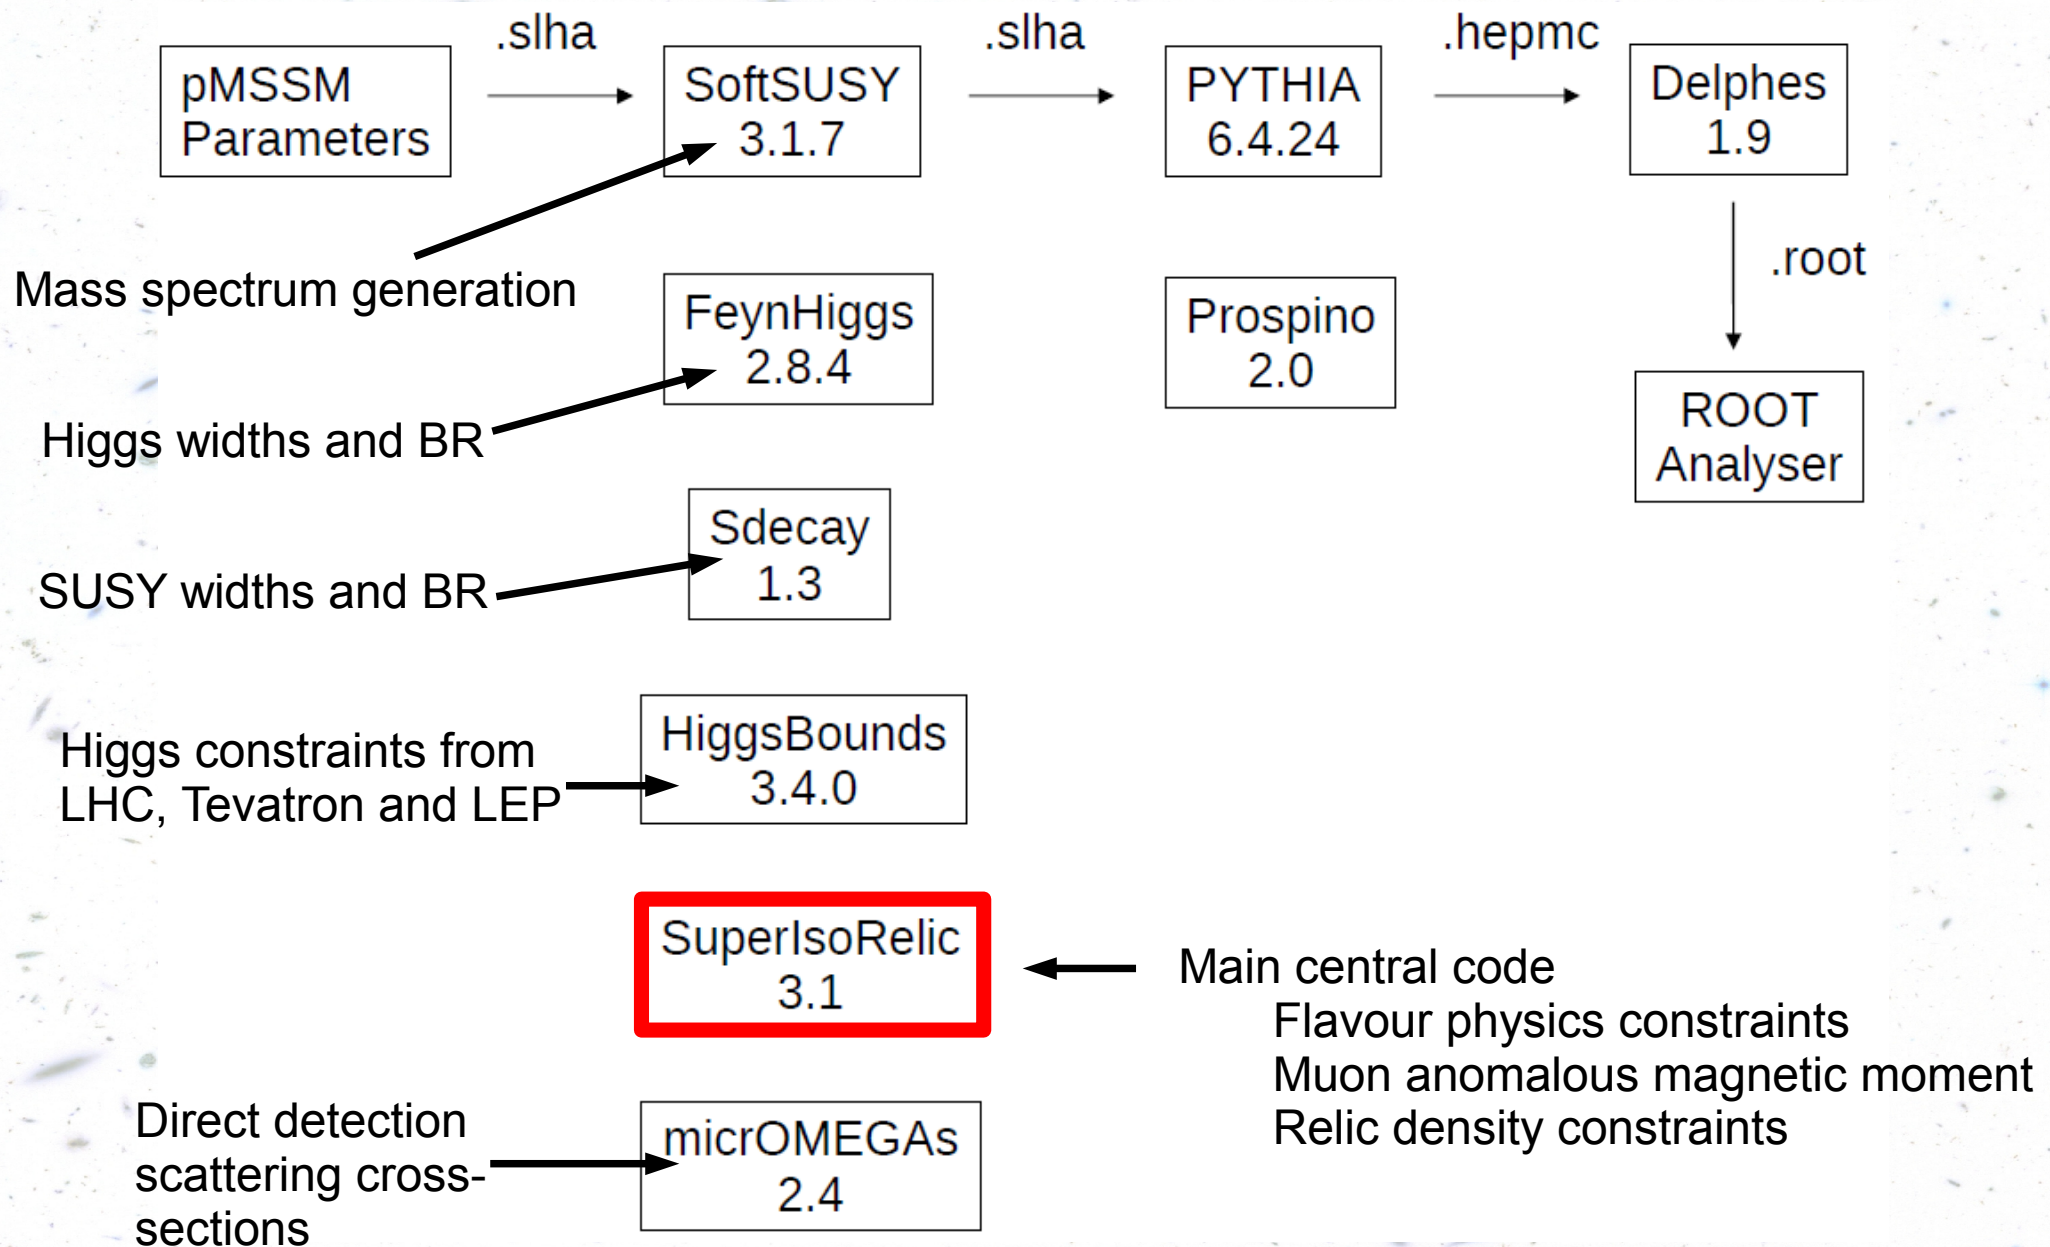 .slha
.slha
.hepmc
pMSSM
Parameters
SoftSUSY
3.1.7
PYTHIA
6.4.24
Delphes
1.9
.root
Mass spectrum generation
FeynHiggs
2.8.4
Prospino
2.0
ROOT
Analyser
Higgs widths and BR
Sdecay
1.3
SUSY widths and BR
HiggsBounds
3.4.0
Higgs constraints from
LHC, Tevatron and LEP
SuperIsoRelic
3.1
Main central code
Flavour physics constraints
Muon anomalous magnetic moment
Relic density constraints
Direct detection
scattering cross-
sections
micrOMEGAs
2.4